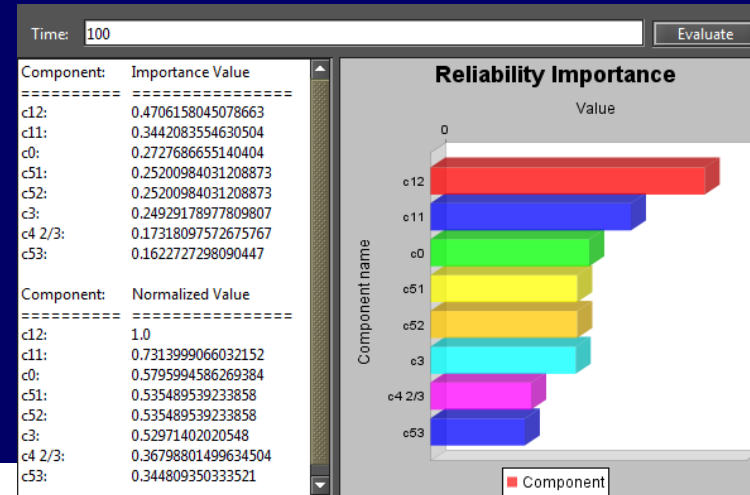 Time: 100 Evaluate
Component: Importance Value
========== ================
c12: 0.4706158045078663
c11: 0.3442083554630504
c0: 0.2727686655140404
c51: 0.25200984031208873
c52: 0.25200984031208873
c3: 0.24929178977809807
c4 2/3: 0.17318097572675767
c53: 0.1622727298090447
Component: Normalized Value
========== ================
c12: 1.0
c11: 0.7313999066032152
c0: 0.5795994586269384
c51: 0.535489539233858
c52: 0.535489539233858
c3: 0.52971402020548
c4 2/3: 0.36798801499634504
c53: 0.344809350333521
Reliability Importance
Value
0
Component name
c12
c11
c0
c51
c52
c3
c4 2/3
c53
Component